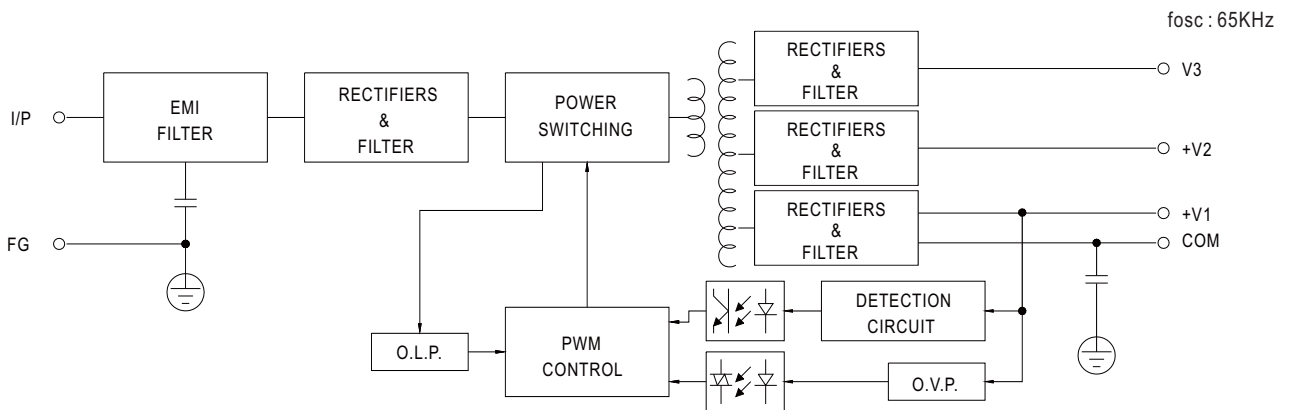 fosc : 65KHz
RECTIFIERS
&
FILTER
V3
I/P
EMI
FILTER
RECTIFIERS
&
FILTER
POWER
SWITCHING
RECTIFIERS
&
FILTER
+V2
RECTIFIERS
&
FILTER
+V1
COM
FG
DETECTION
CIRCUIT
O.L.P.
PWM
CONTROL
O.V.P.